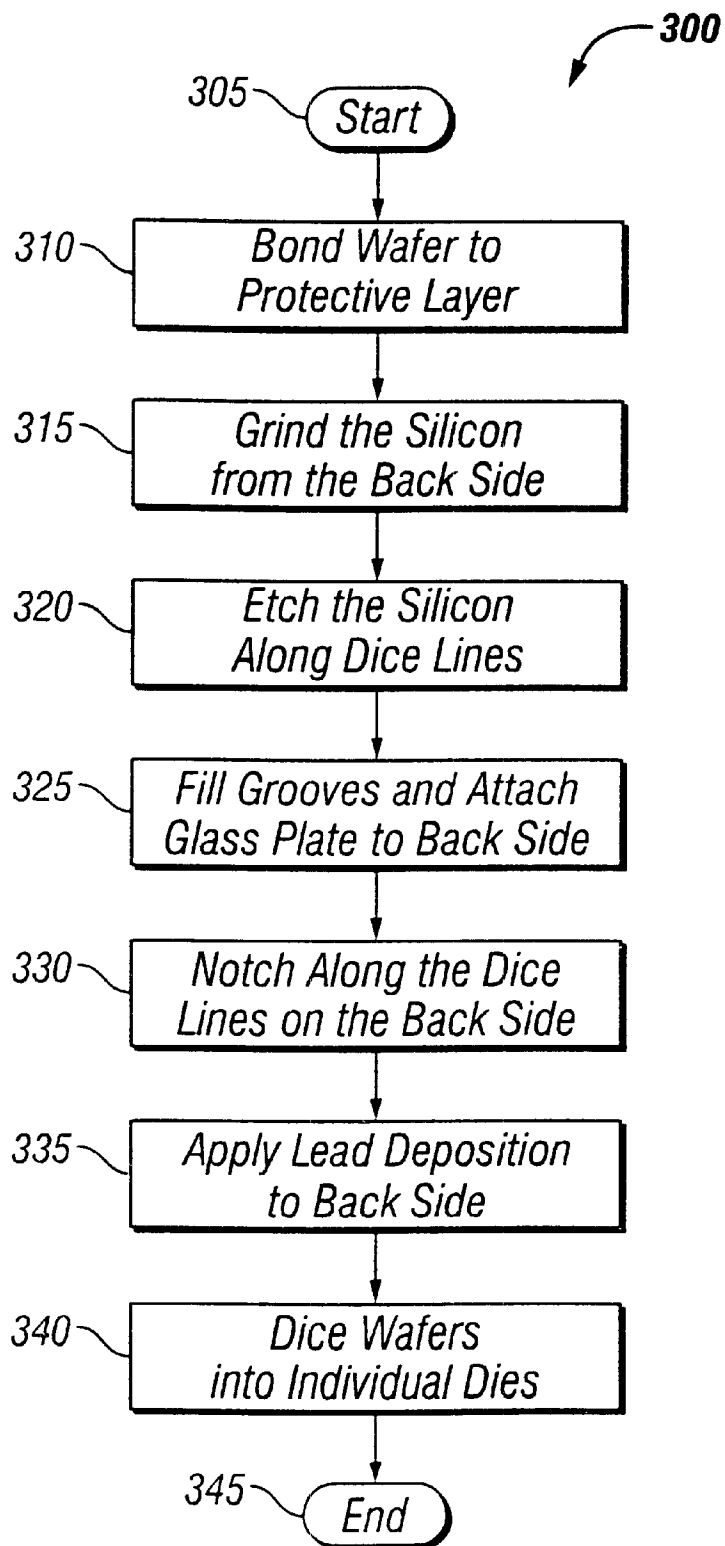 300
305
Start
310
Bond Wafer to
Protective Layer
315
Grind the Silicon
from the Back Side
320
Etch the Silicon
Along Dice Lines
325
Fill Grooves and Attach
Glass Plate to Back Side
330
Notch Along the Dice
Lines on the Back Side
335
Apply Lead Deposition
to Back Side
340
Dice Wafers
into Individual Dies
345
End